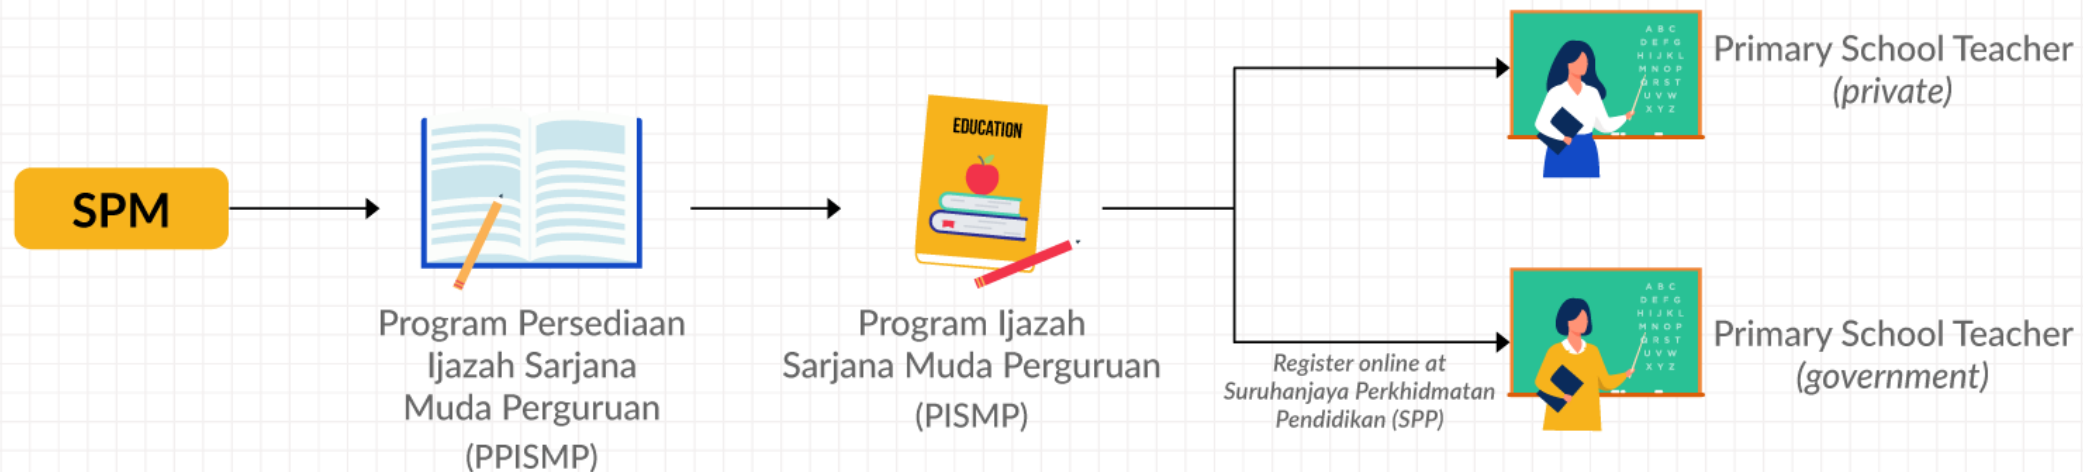 SPM
Program Persediaan
Ijazah Sarjana
Muda Perguruan
(PPISMP)
EDUCATION
Program Ijazah
Sarjana Muda Perguruan
(PISMP)
A B C
D E F G
H I J K L
M N O P
Q R S T
U V W
X Y Z
Primary School Teacher
(private)
Register online at
Suruhanjaya Perkhidmatan
Pendidikan (SPP)
A B C
D E F G
H I J K L
M N O P
Q R S T
U V W
X Y Z
Primary School Teacher
(government)